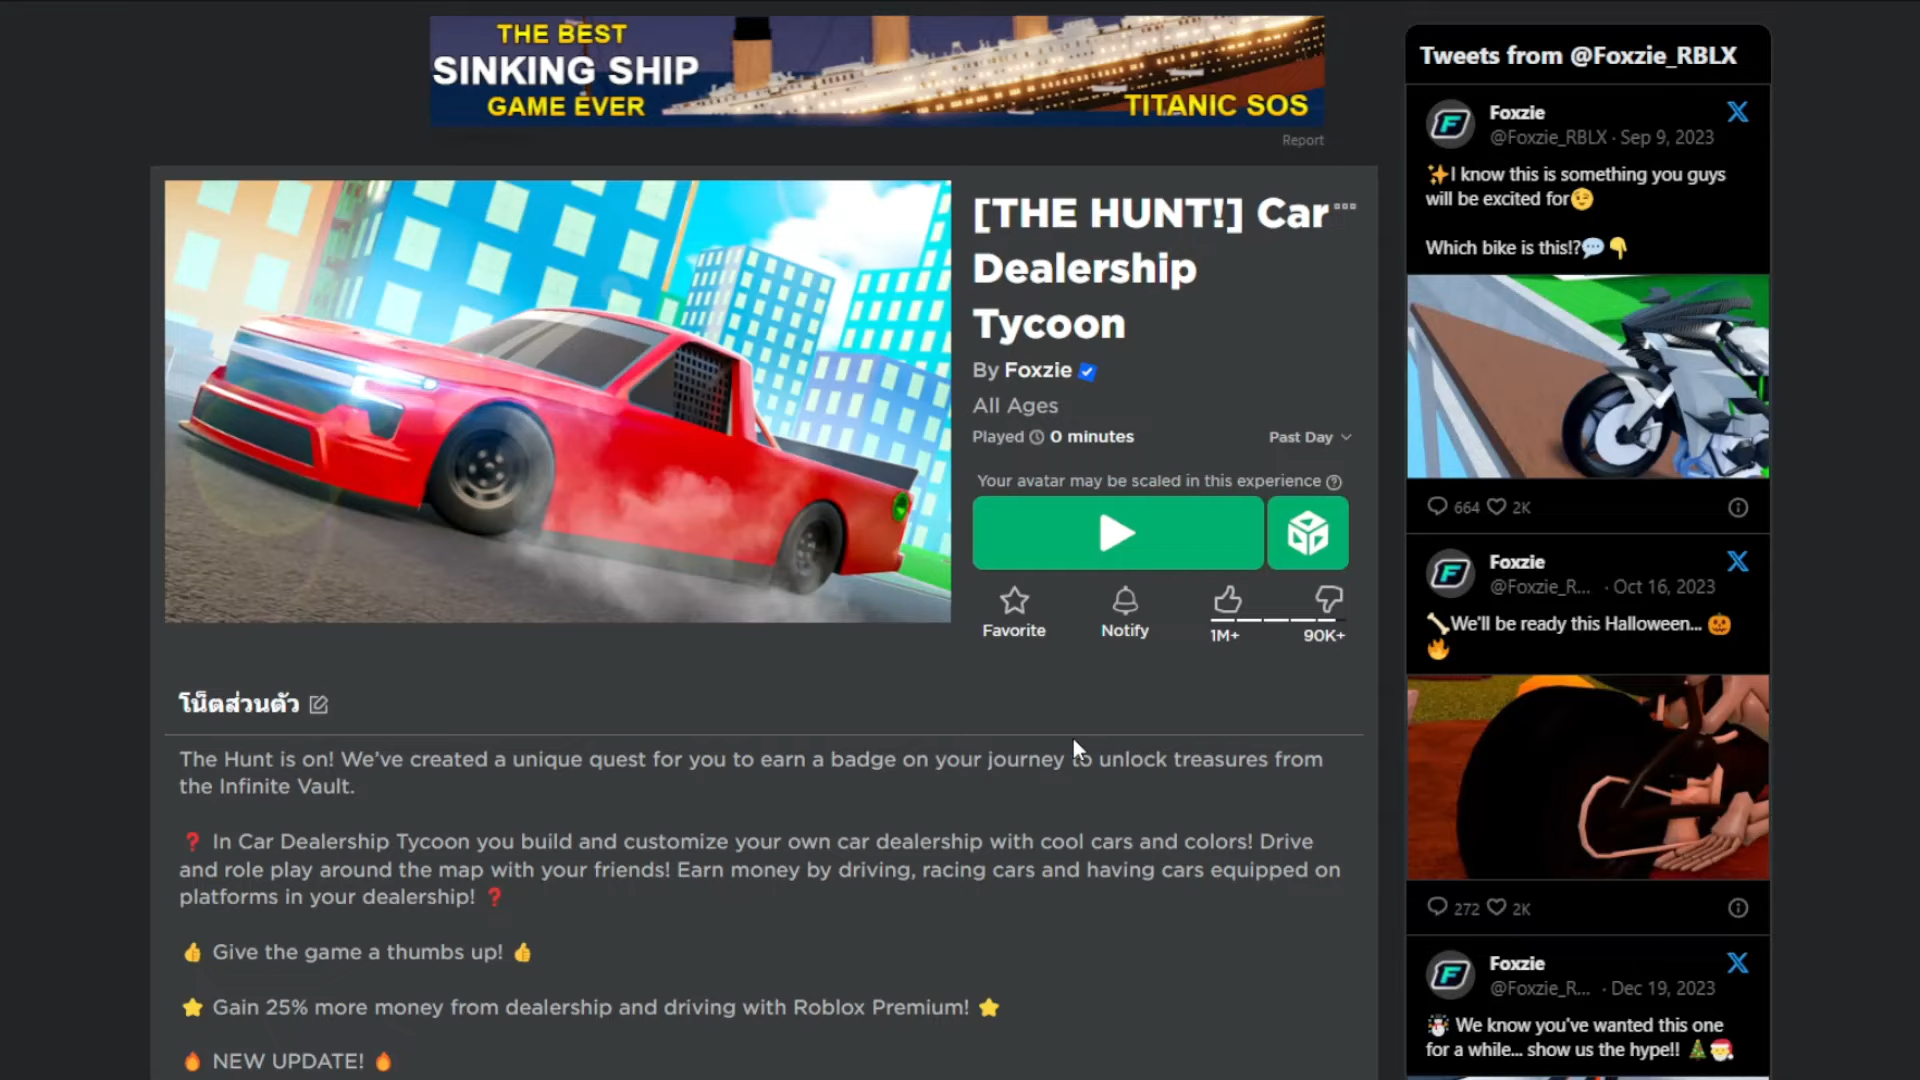 THE BEST
SINKING SHIP
GAME EVER
TITANIC SOS
Report
[THE HUNT!] Car
Dealership
Tycoon
By Foxzie
All Ages
Played 0 minutes
Past Day
Your avatar may be scaled in this experience
Favorite
Notify
1M+
90K+
โน็ตส่วนตัว
The Hunt is on! We've created a unique quest for you to earn a badge on your journey to unlock treasures from
the Infinite Vault.
❓ In Car Dealership Tycoon you build and customize your own car dealership with cool cars and colors! Drive
and role play around the map with your friends! Earn money by driving, racing cars and having cars equipped on
platforms in your dealership! ❓
👍 Give the game a thumbs up! 👍
⭐ Gain 25% more money from dealership and driving with Roblox Premium! ⭐
🔥 NEW UPDATE! 🔥
Tweets from @Foxzie_RBLX
Foxzie
@Foxzie_RBLX · Sep 9, 2023
✨I know this is something you guys
will be excited for😉
Which bike is this!?💬👇
664 2K
Foxzie
@Foxzie_R... · Oct 16, 2023
🦴We'll be ready this Halloween... 🎃
🔥
272 2K
Foxzie
@Foxzie_R... · Dec 19, 2023
☃️ We know you've wanted this one
for a while... show us the hype!! 🎄🎅